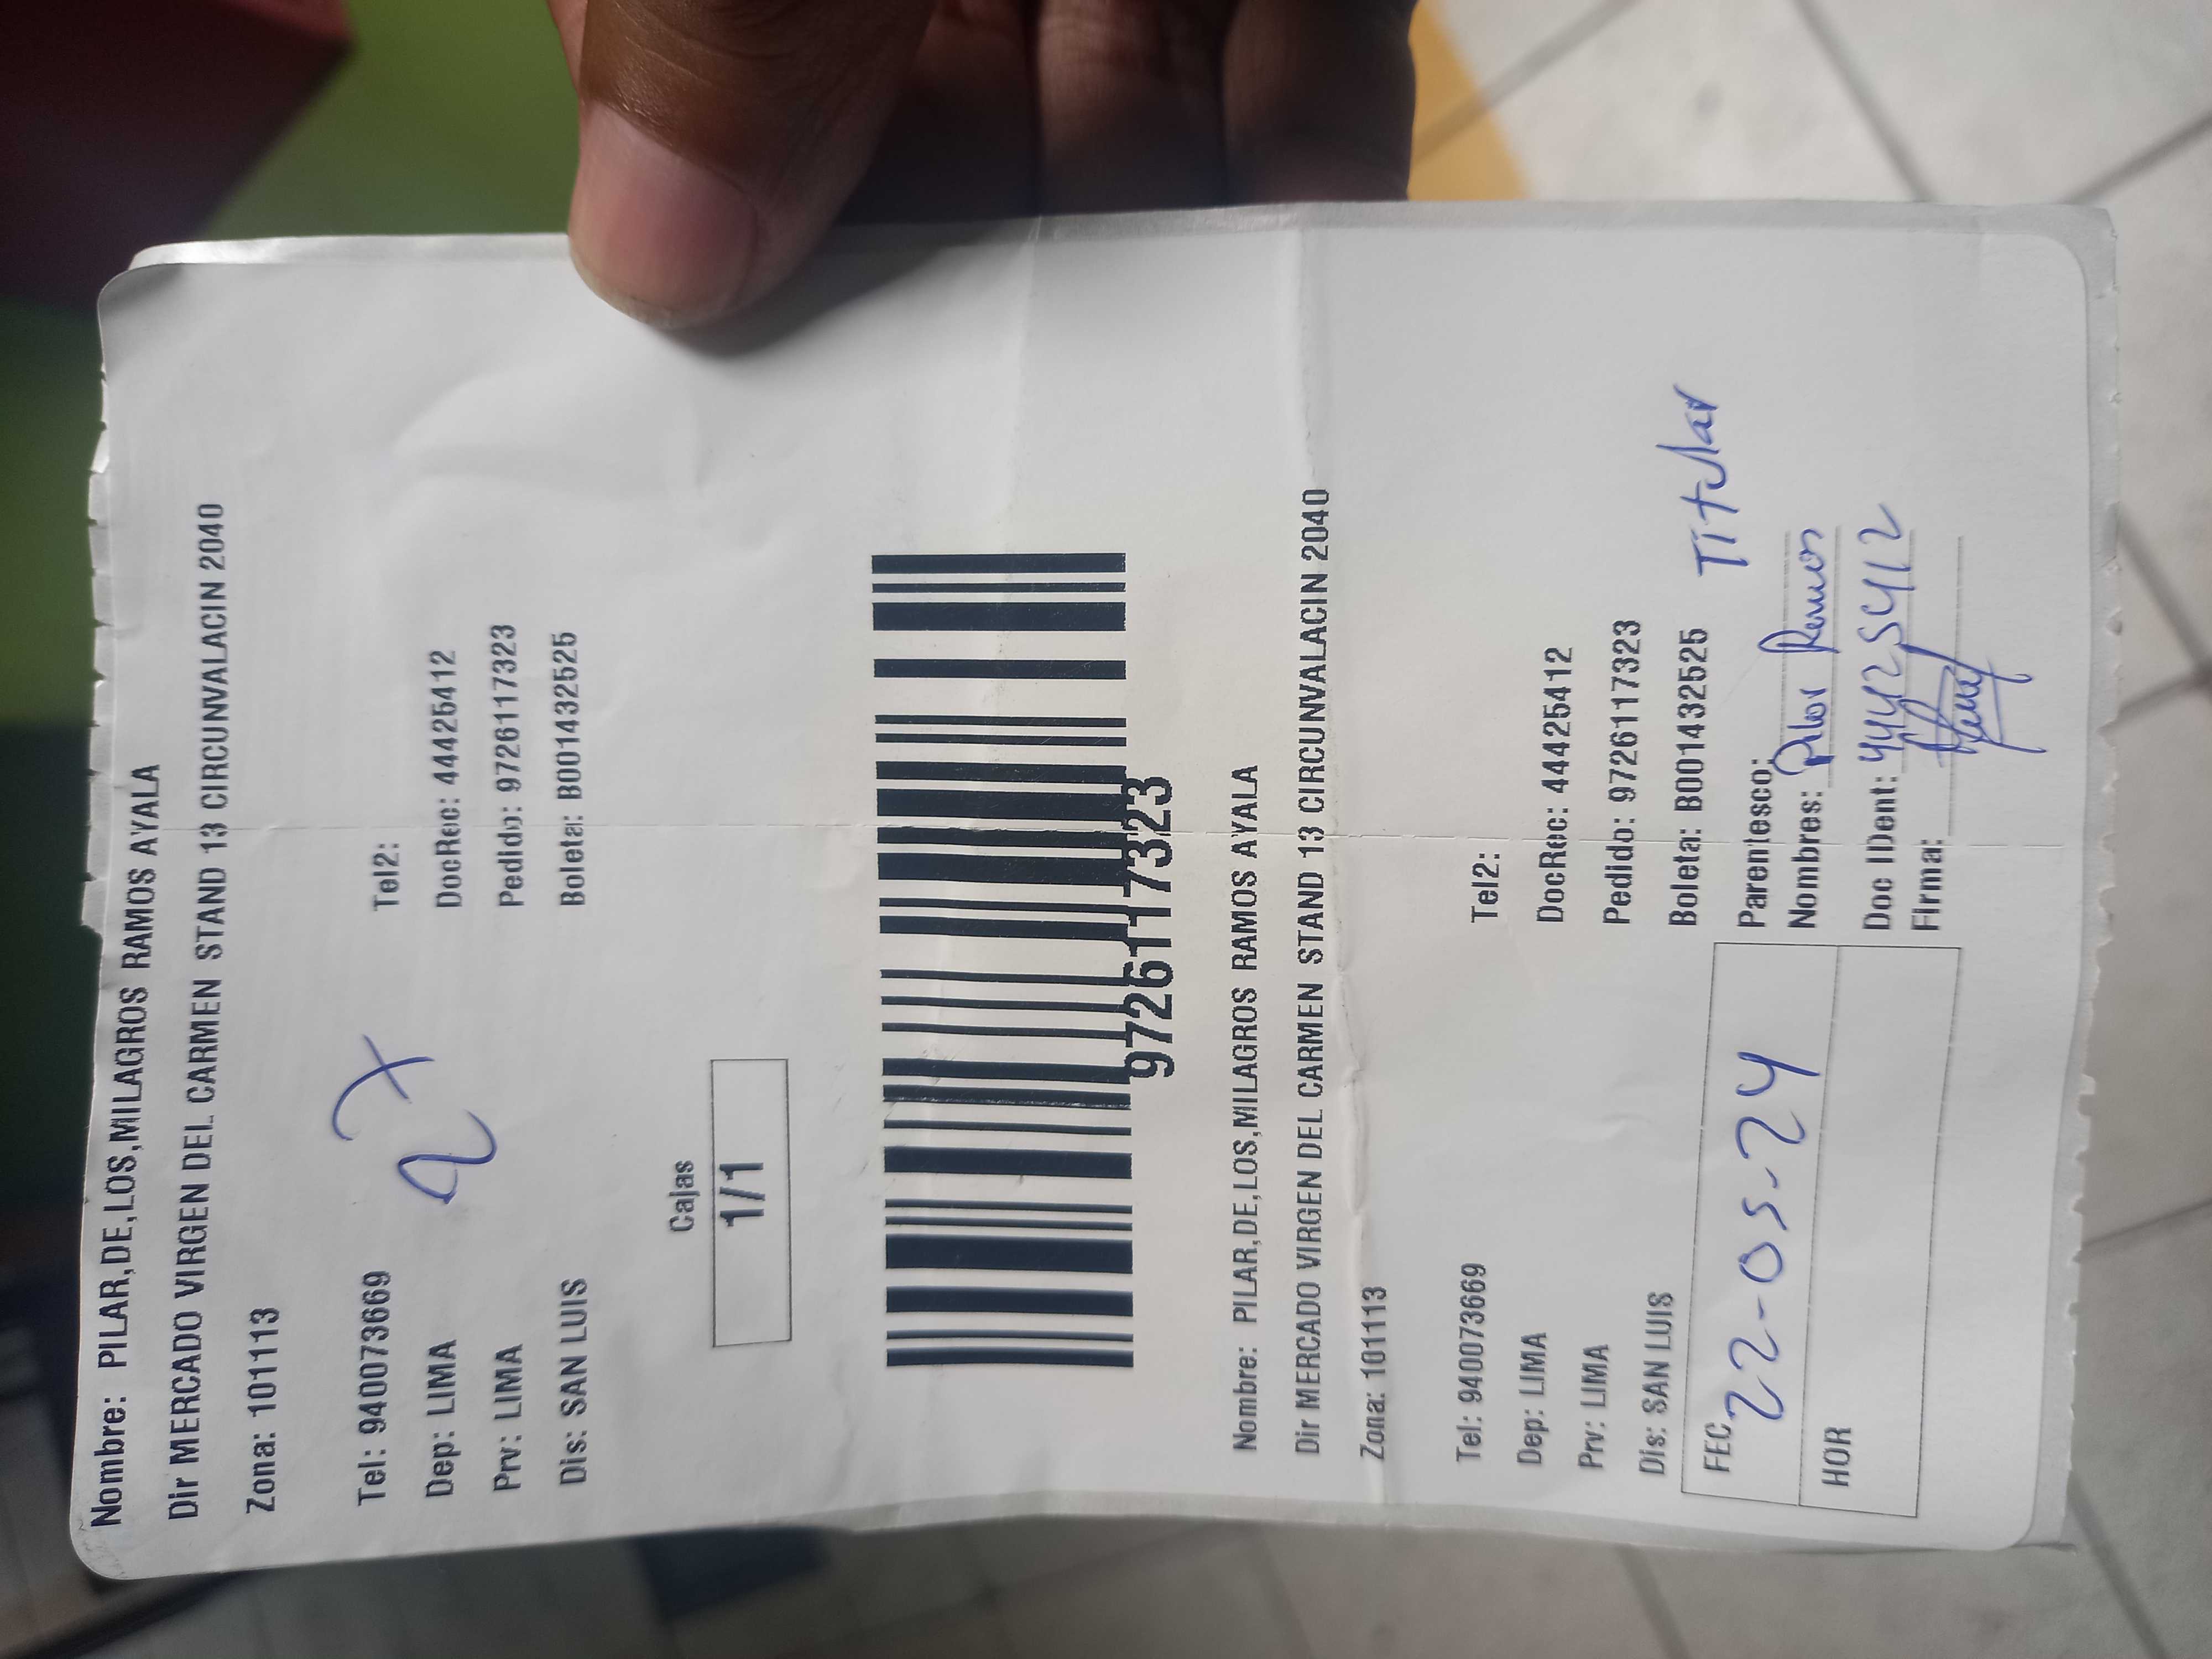 Nombre: PILAR,DE,LOS,MILAGROS RAMOS AYALA
Dir MERCADO VIRGEN DEL CARMEN STAND 13 CIRCUNVALACIN 2040
Zona: 101113
Tel: 940073669 Tel2:
Dep: LIMA DocRec: 44425412
Prv: LIMA Pedido: 9726117323
Dis: SAN LUIS Boleta: B001432525
Cajas
1/1
9726117323
Nombre: PILAR,DE,LOS,MILAGROS RAMOS AYALA
Dir MERCADO VIRGEN DEL CARMEN STAND 13 CIRCUNVALACIN 2040
Zona: 101113
Tel: 940073669 Tel2:
Dep: LIMA DocRec: 44425412
Prv: LIMA Pedido: 9726117323
Dis: SAN LUIS Boleta: B001432525
FEC 22-05-24 Parentesco: Titular
Nombres: Pilar Ramos
HOR Doc IDent: 44425412
Firma: